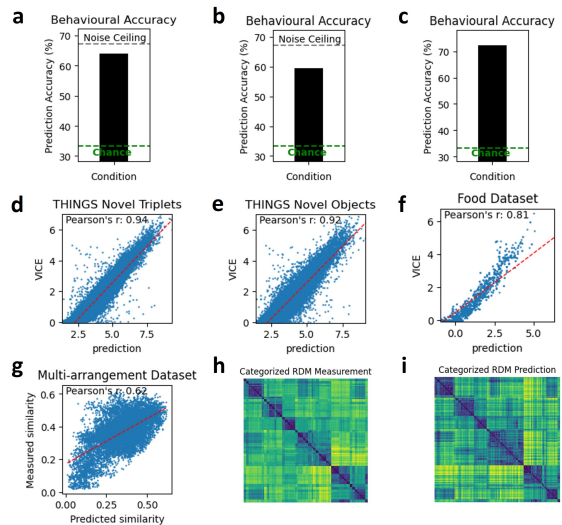 a
Behavioural Accuracy
Prediction Accuracy (%)
70
60
50
40
30
Noise Ceiling
Chance
Condition
b
Behavioural Accuracy
Prediction Accuracy (%)
70
60
50
40
30
Noise Ceiling
Chance
Condition
c
Behavioural Accuracy
Prediction Accuracy (%)
70
60
50
40
30
Chance
Condition
d
THINGS Novel Triplets
Pearson's r: 0.94
VICE
6
4
2
0
2.5 5.0 7.5
prediction
e
THINGS Novel Objects
Pearson's r: 0.92
VICE
6
4
2
0
2.5 5.0 7.5
prediction
f
Food Dataset
Pearson's r: 0.81
VICE
6
4
2
0
0.0 2.5 5.0
prediction
g
Multi-arrangement Dataset
Pearson's r: 0.62
Measured similarity
0.6
0.4
0.2
0.0
0.00 0.25 0.50
Predicted similarity
h
Categorized RDM Measurement
i
Categorized RDM Prediction